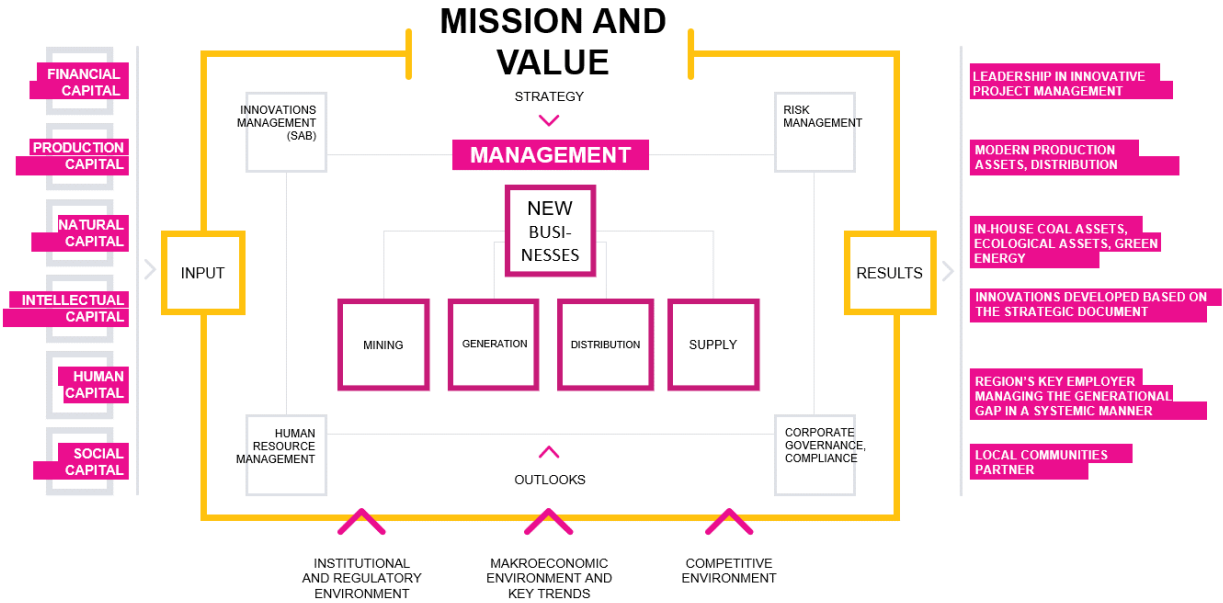 MISSION AND
VALUE
STRATEGY
MANAGEMENT
FINANCIAL
CAPITAL
PRODUCTION
CAPITAL
NATURAL
CAPITAL
INTELLECTUAL
CAPITAL
HUMAN
CAPITAL
SOCIAL
CAPITAL
INPUT
INNOVATIONS
MANAGEMENT
(SAB)
RISK
MANAGEMENT
NEW
BUSI-
NESSES
MINING
GENERATION
DISTRIBUTION
SUPPLY
HUMAN
RESOURCE
MANAGEMENT
CORPORATE
GOVERNANCE,
COMPLIANCE
OUTLOOKS
RESULTS
LEADERSHIP IN INNOVATIVE
PROJECT MANAGEMENT
MODERN PRODUCTION
ASSETS, DISTRIBUTION
IN-HOUSE COAL ASSETS,
ECOLOGICAL ASSETS, GREEN
ENERGY
INNOVATIONS DEVELOPED BASED ON
THE STRATEGIC DOCUMENT
REGION'S KEY EMPLOYER
MANAGING THE GENERATIONAL
GAP IN A SYSTEMIC MANNER
LOCAL COMMUNITIES
PARTNER
INSTITUTIONAL
AND REGULATORY
ENVIRONMENT
MAKROECONOMIC
ENVIRONMENT AND
KEY TRENDS
COMPETITIVE
ENVIRONMENT